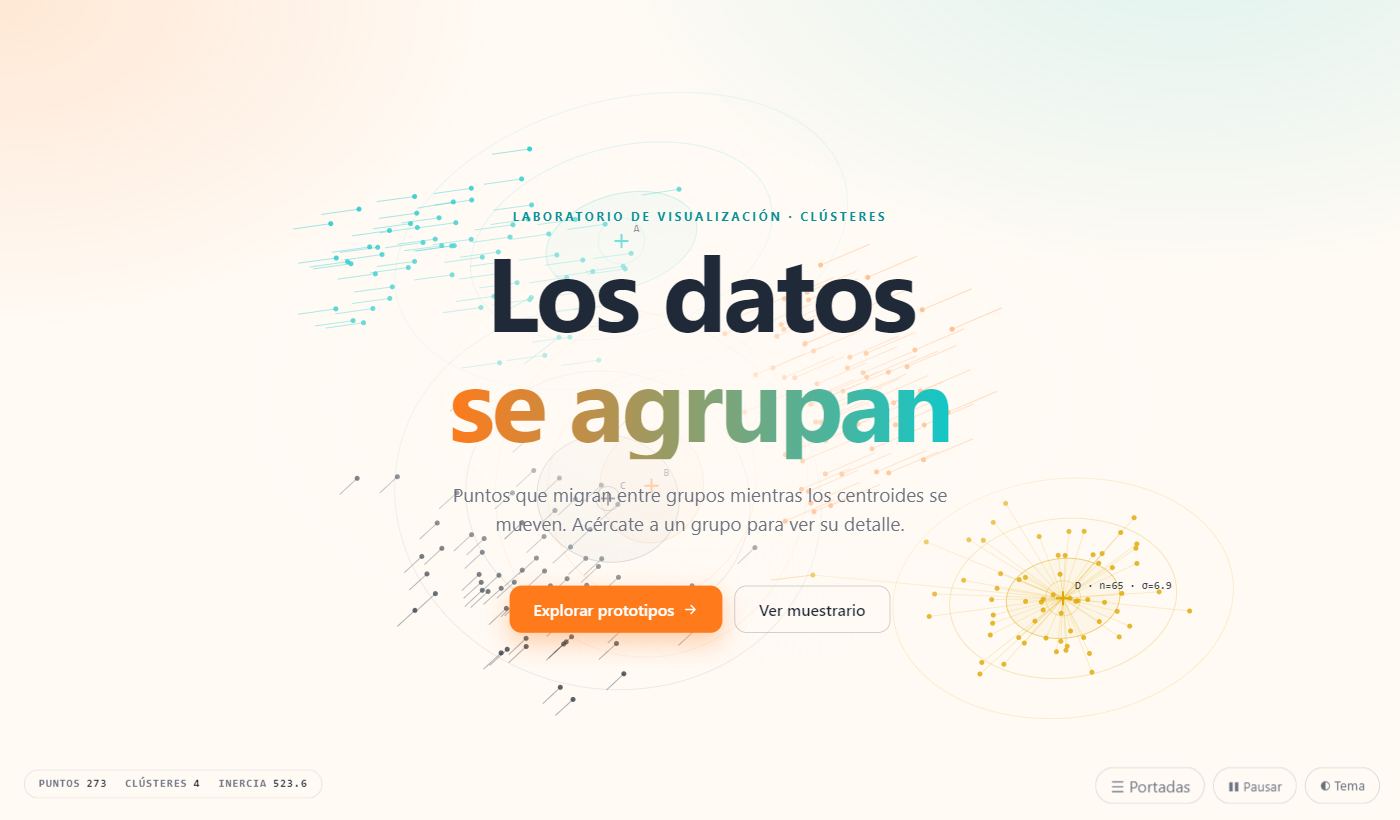 LABORATORIO DE VISUALIZACIÓN · CLÚSTERES
A
Los datos
se agrupan
B
C
Puntos que migran entre grupos mientras los centroides se
mueven. Acércate a un grupo para ver su detalle.
D · n=65 · σ=6.9
Explorar prototipos →
Ver muestrario
PUNTOS 273 CLÚSTERES 4 INERCIA 523.6
☰ Portadas
Pausar
Tema